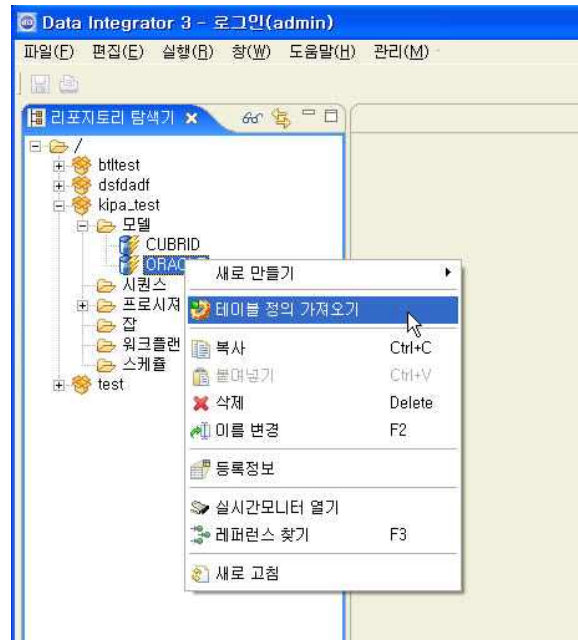 Data Integrator 3 - 로그인(admin)
파일(F) 편집(E) 실행(R) 창(W) 도움말(H) 관리(M)
리포지토리 탐색기
/
btltest
dsfdadf
kipa_test
모델
CUBRID
ORAC
시퀀스
프로시져
잡
워크플랜
스케쥴
test
새로 만들기
테이블 정의 가져오기
복사 Ctrl+C
붙여넣기 Ctrl+V
삭제 Delete
이름 변경 F2
등록정보
실시간모니터 열기
레퍼런스 찾기 F3
새로 고침